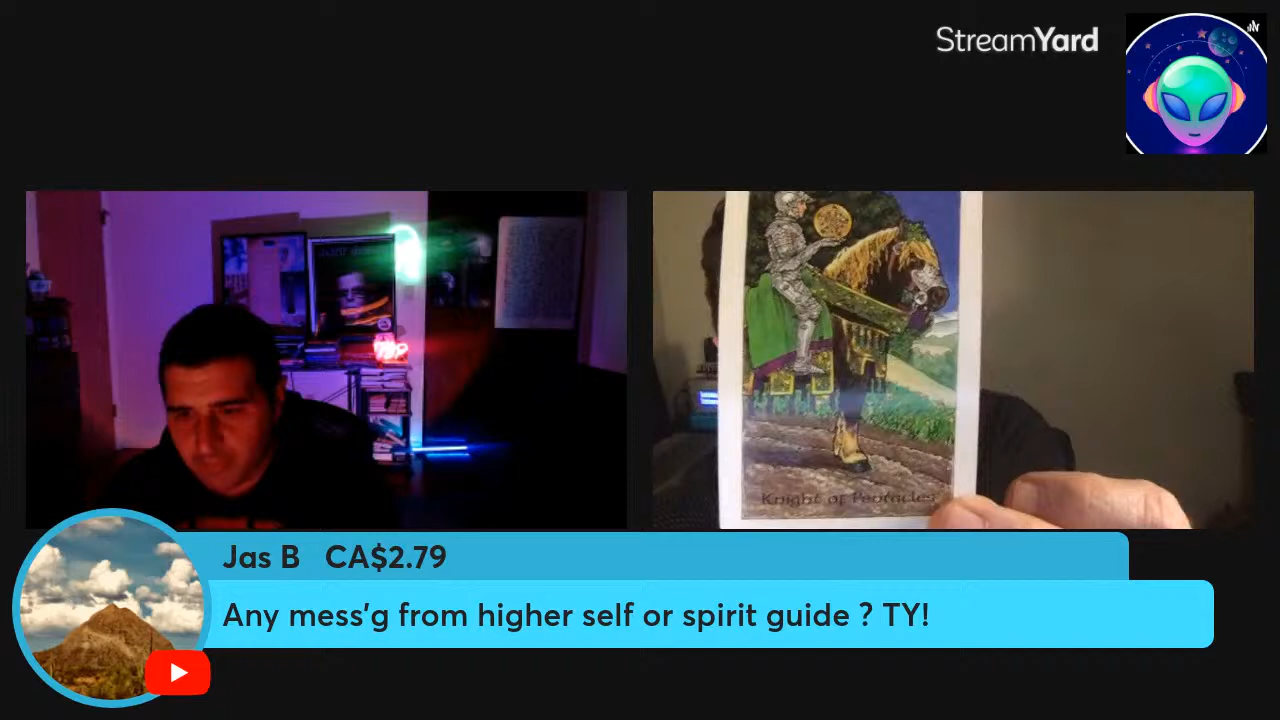 StreamYard
Knight of Pentacles
Jas B CA$2.79
Any mess'g from higher self or spirit guide ? TY!